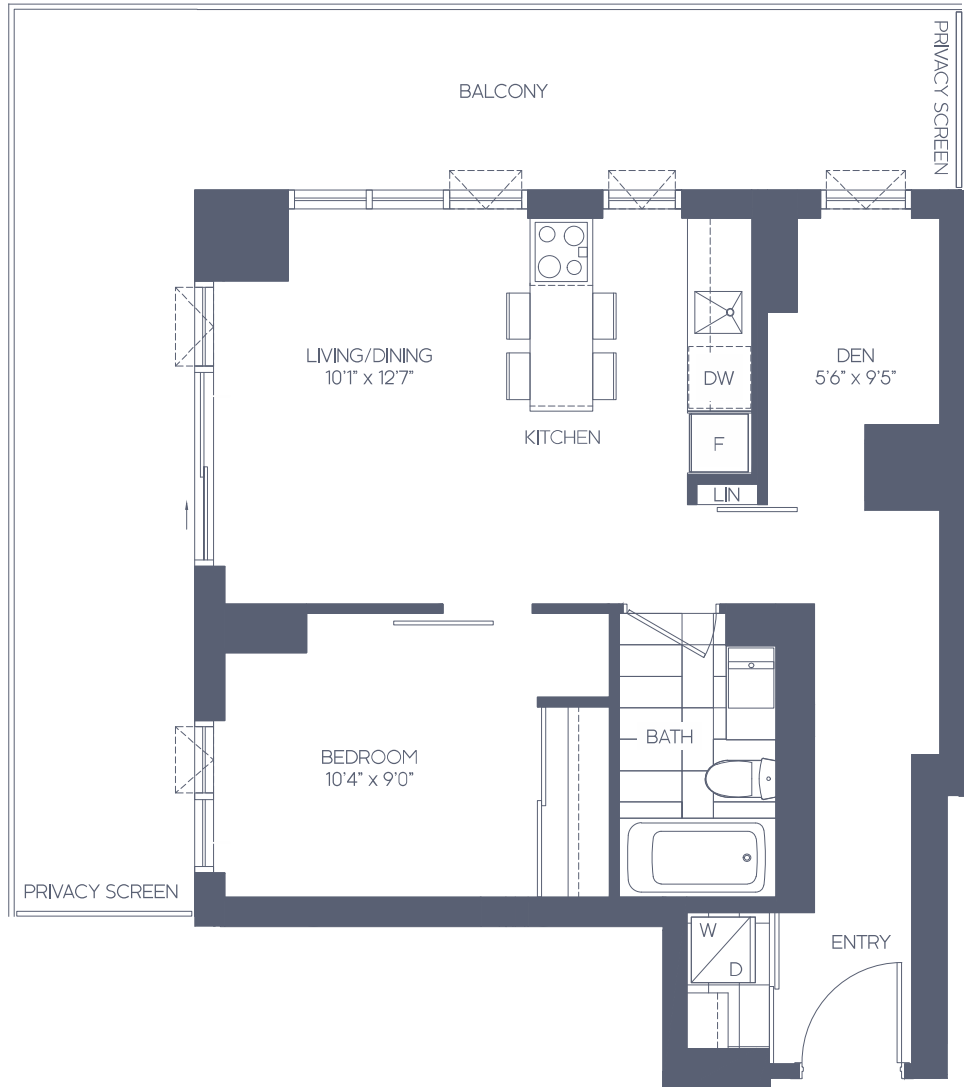 BALCONY
PRIVACY SCREEN
LIVING/DINING
10'1" x 12'7"
DEN
5'6" x 9'5"
DW
KITCHEN
F
LIN
BATH
BEDROOM
10'4" x 9'0"
PRIVACY SCREEN
W
D
ENTRY